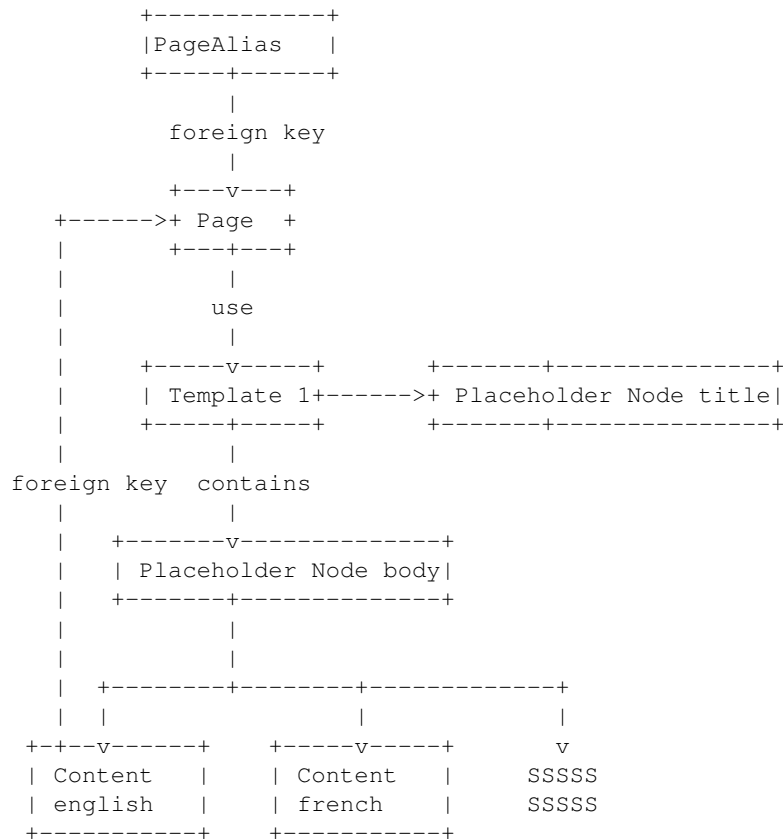 PageAlias
foreign key
Page
use
Template 1
Placeholder Node title
foreign key contains
Placeholder Node body
Content Content SSSSS
english french SSSSS